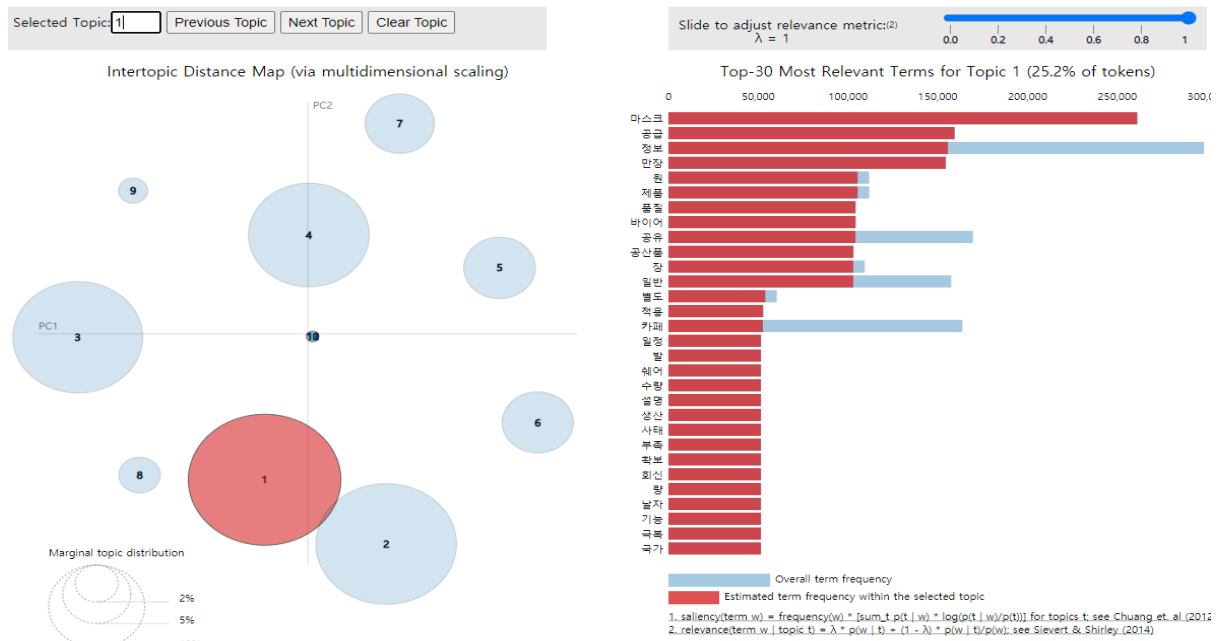 Selected Topic: 1 Previous Topic Next Topic Clear Topic
Slide to adjust relevance metric:(2)
λ = 1
0.0 0.2 0.4 0.6 0.8 1
Intertopic Distance Map (via multidimensional scaling)
PC2
PC1
7
9
4
5
3
10
6
8
1
2
Marginal topic distribution
2%
5%
Top-30 Most Relevant Terms for Topic 1 (25.2% of tokens)
0 50,000 100,000 150,000 200,000 250,000 300,0
마스크
공급
정보
만장
원
제품
품질
바이어
공유
공산품
장
일반
별도
적용
카페
일정
발
쉐어
수량
설명
생산
사태
부족
확보
회신
량
날자
기능
극복
국가
Overall term frequency
Estimated term frequency within the selected topic
1. saliency(term w) = frequency(w) * [sum_t p(t | w) * log(p(t | w)/p(t))] for topics t; see Chuang et. al (2012
2. relevance(term w | topic t) = λ * p(w | t) + (1 - λ) * p(w | t)/p(w); see Sievert & Shirley (2014)